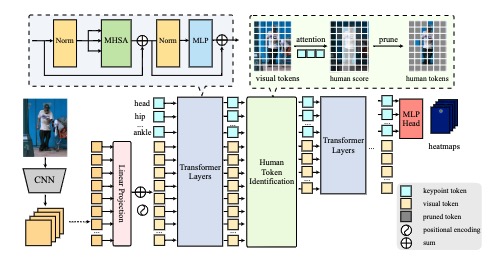 Norm
MHSA
Norm
MLP
attention
prune
visual tokens
human score
human tokens
head
hip
...
ankle
CNN
Linear Projection
Transformer
Layers
Human
Token
Identification
Transformer
Layers
MLP
Head
heatmaps
keypoint token
visual token
pruned token
positional encoding
sum